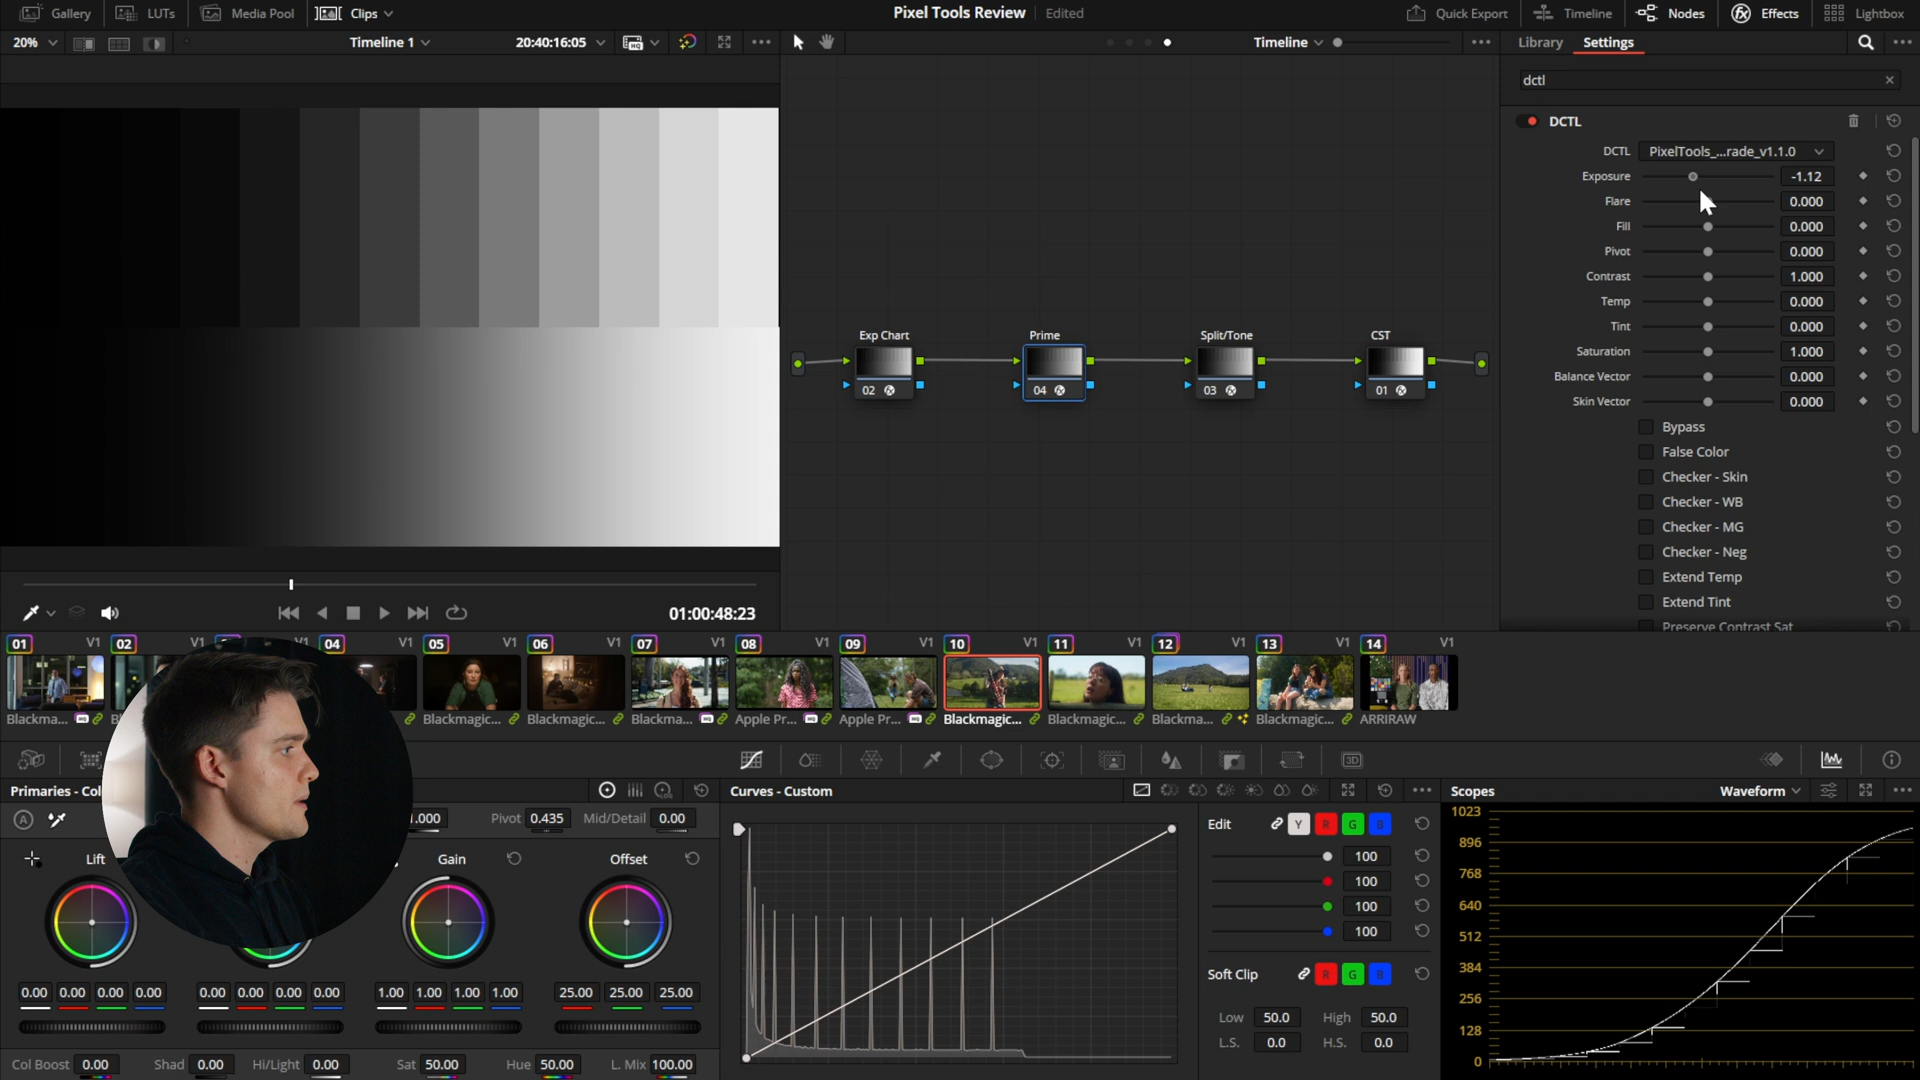 Gallery LUTs Media Pool Clips Pixel Tools Review Edited Quick Export Timeline Nodes Effects Lightbox
20% Timeline 1 20:40:16:05 Timeline Library Settings
dctl
DCTL
DCTL PixelTools_...rade_v1.1.0
Exposure -1.12
Flare 0.000
Fill 0.000
Pivot 0.000
Contrast 1.000
Temp 0.000
Tint 0.000
Saturation 1.000
Balance Vector 0.000
Skin Vector 0.000
Bypass
False Color
Checker - Skin
Checker - WB
Checker - MG
Checker - Neg
Extend Temp
Extend Tint
Preserve Contrast Sat
Exp Chart Prime Split/Tone CST
02 04 03 01
01:00:48:23
01 V1 02 V1 04 V1 05 V1 06 V1 07 V1 08 V1 09 V1 10 V1 11 V1 12 V1 13 V1 14 V1
Blackma... Blackmagic... Blackmagic... Blackma... Apple Pr... Apple Pr... Blackmagic... Blackmagic... Blackma... Blackmagic... ARRIRAW
Primaries - Co
.000 Pivot 0.435 Mid/Detail 0.00
Lift Gain Offset
0.00 0.00 0.00 0.00 0.00 0.00 0.00 0.00 1.00 1.00 1.00 1.00 25.00 25.00 25.00
Col Boost 0.00 Shad 0.00 Hi/Light 0.00 Sat 50.00 Hue 50.00 L. Mix 100.00
Curves - Custom
Edit Y R G B
100
100
100
100
Soft Clip R G B
Low 50.0 High 50.0
L.S. 0.0 H.S. 0.0
Scopes Waveform
1023
896
768
640
512
384
256
128
0